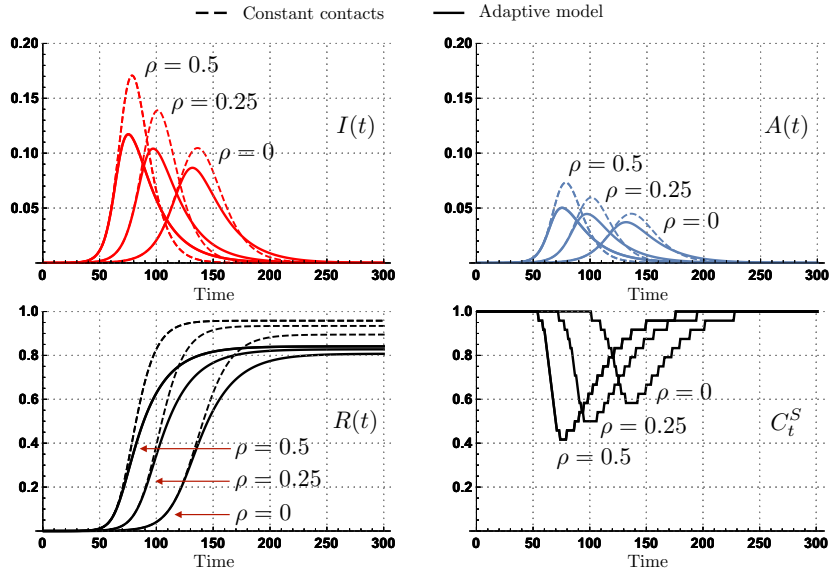 Constant contacts Adaptive model
0.20
0.15
0.10
0.05
ρ = 0.5
ρ = 0.25
ρ = 0
I(t)
0 50 100 150 200 250 300
Time
0.20
0.15
0.10
0.05
A(t)
ρ = 0.5
ρ = 0.25
ρ = 0
0 50 100 150 200 250 300
Time
1.0
0.8
0.6
0.4
0.2
R(t)
ρ = 0.5
ρ = 0.25
ρ = 0
0 50 100 150 200 250 300
Time
1.0
0.8
0.6
0.4
0.2
ρ = 0
ρ = 0.25
ρ = 0.5
C_t^S
0 50 100 150 200 250 300
Time